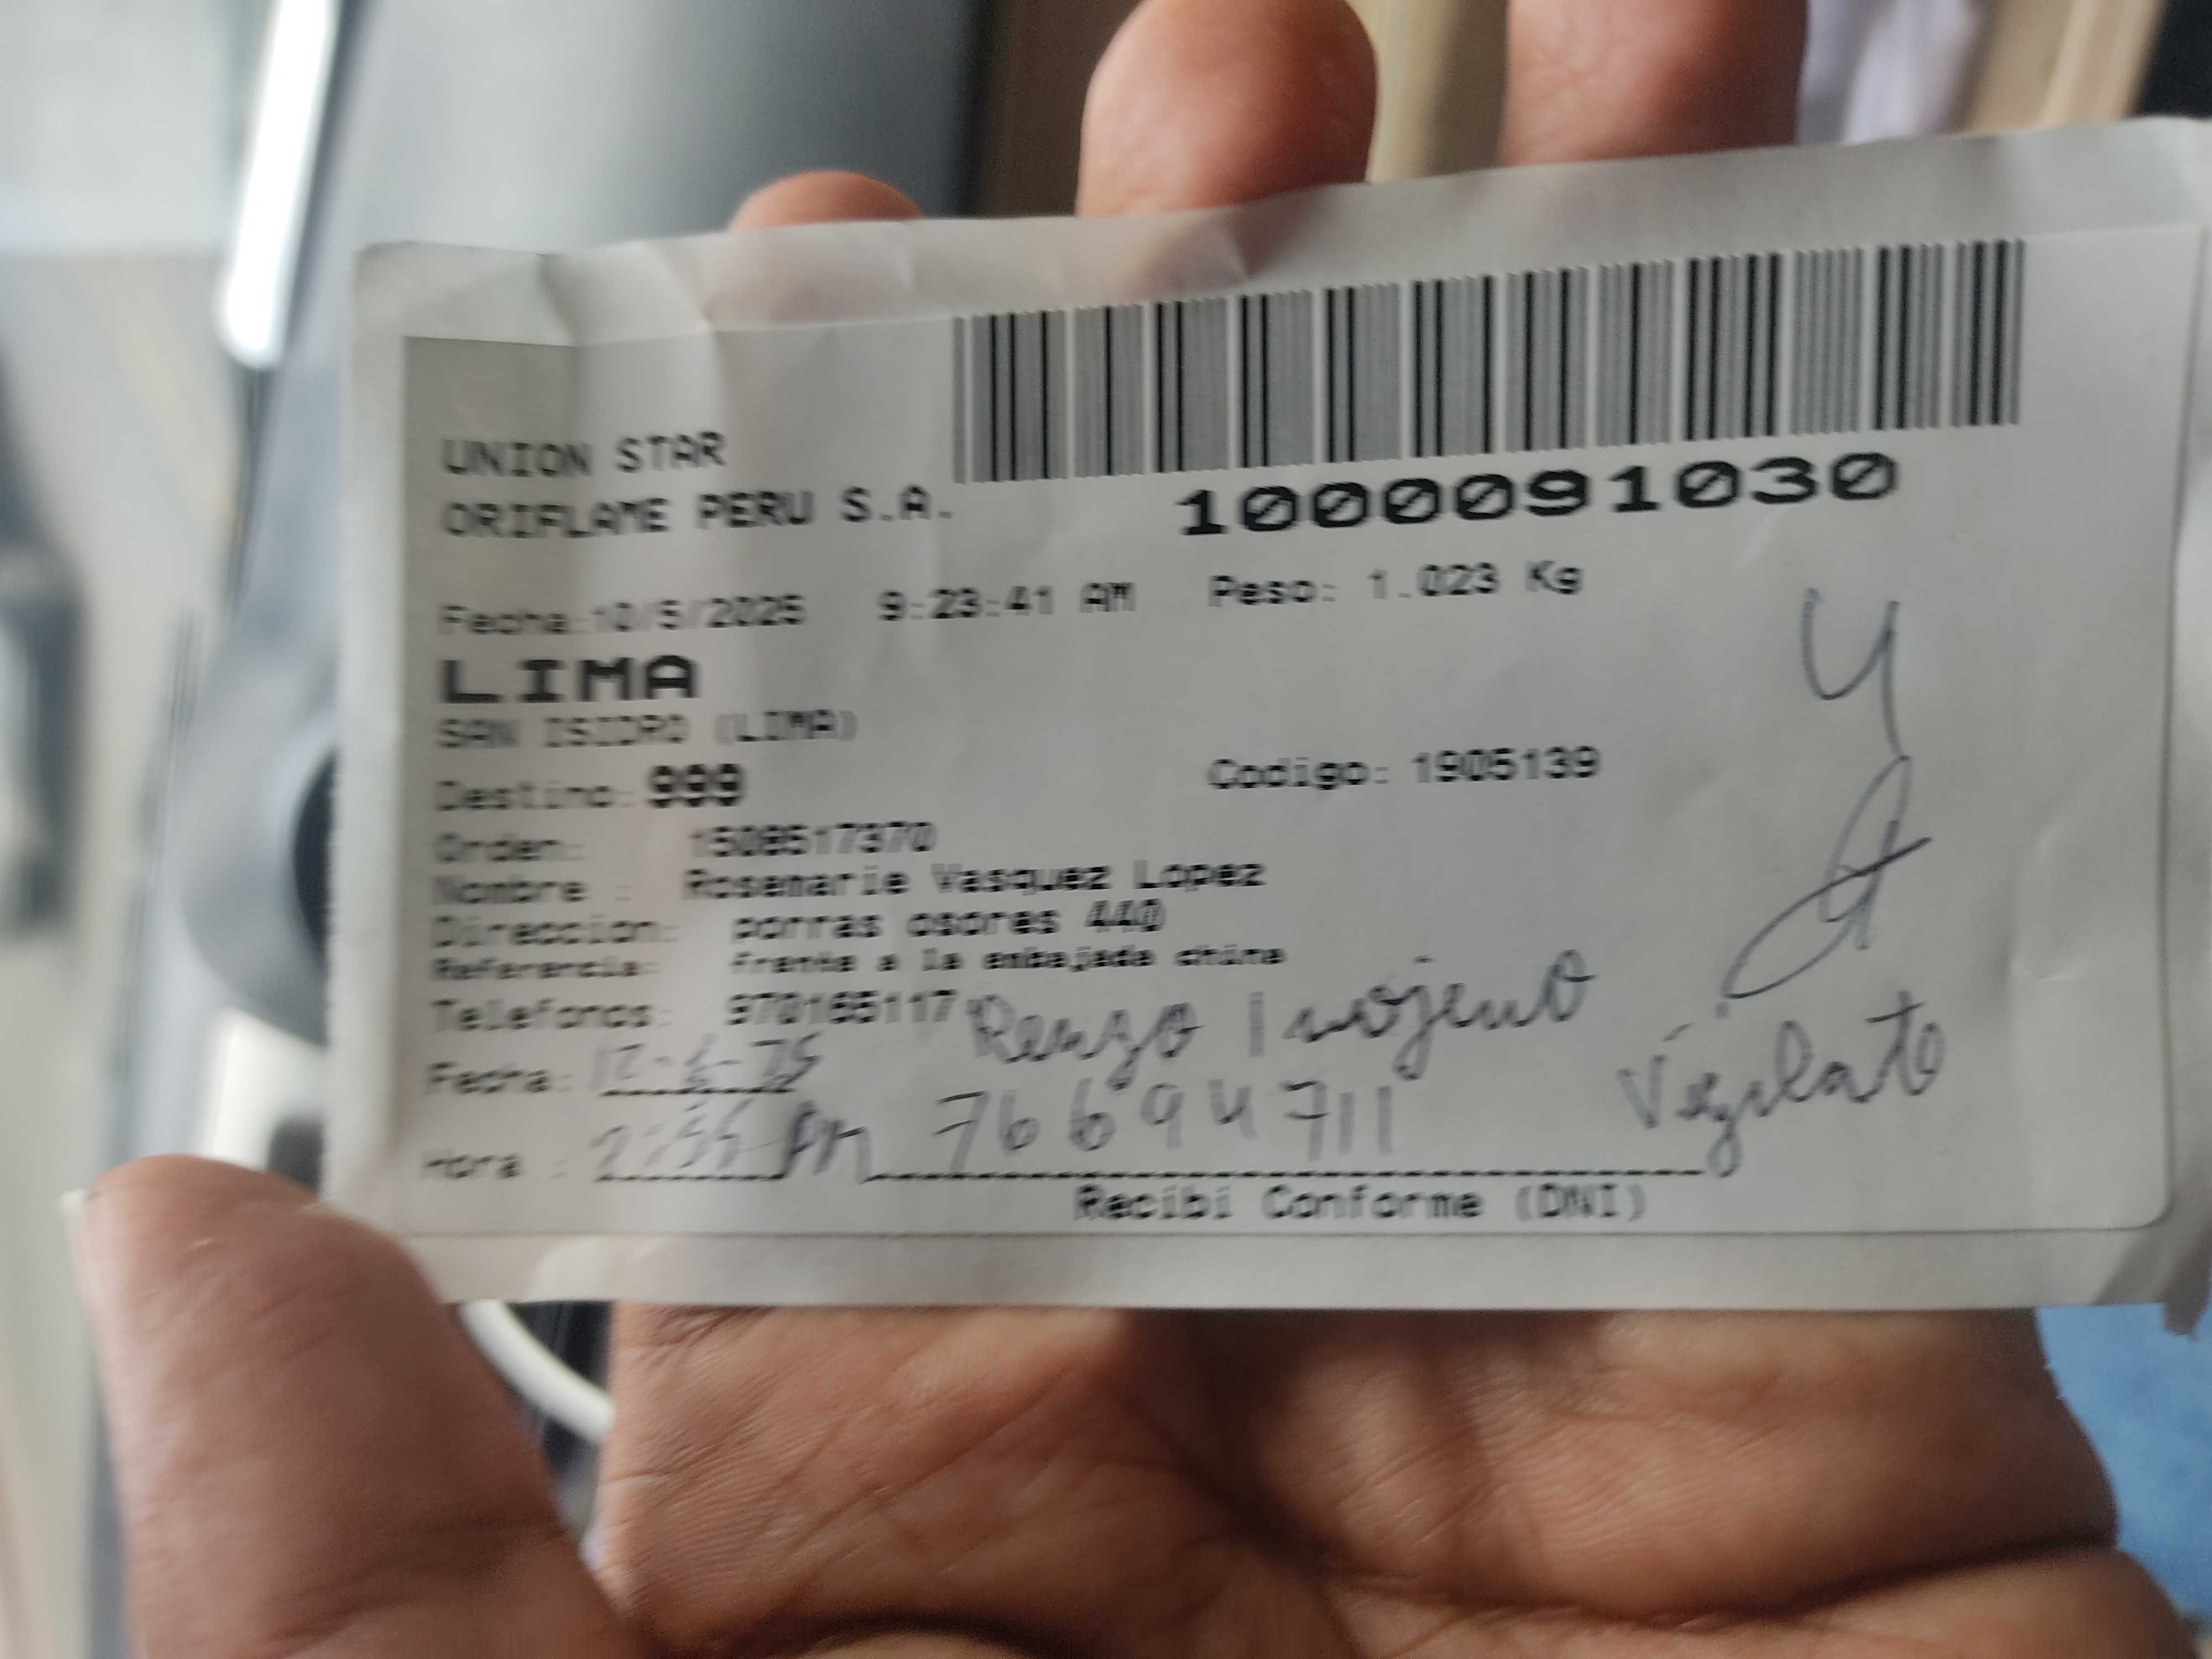 UNION STAR
ORIFLAME PERU S.A.
1000091030
Fecha:10/5/2025 9:23:41 AM Peso: 1.023 Kg
LIMA
SAN ISIDRO (LIMA)
Destino: 999 Codigo: 1905139
Orden: 1508517370
Nombre : Rosemarie Vasquez Lopez
Direccion: porras osores 440
Referencia: frente a la embajada china
Telefonos: 970165117 Renzo
Fecha:
Hora : PM 76694711 Vigilante
Recibi Conforme (DNI)